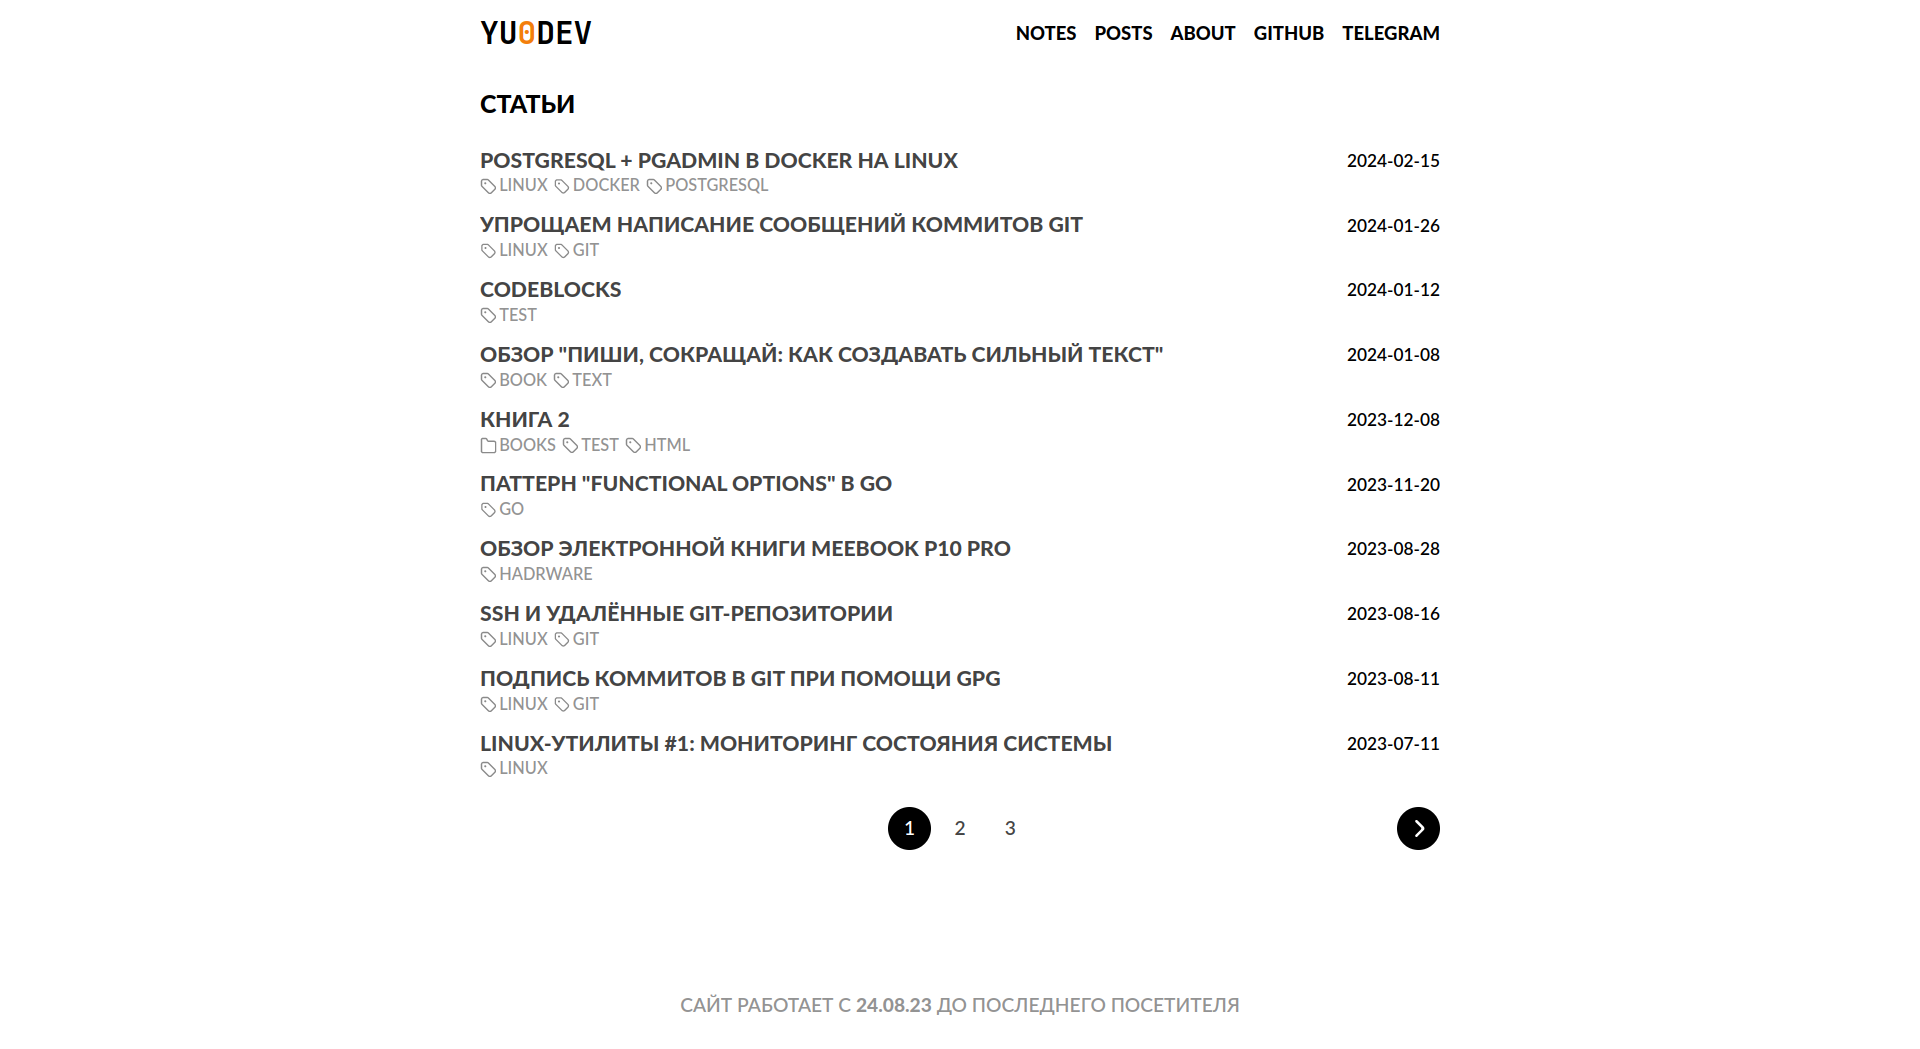 YU0DEV
NOTES POSTS ABOUT GITHUB TELEGRAM
СТАТЬИ
POSTGRESQL + PGADMIN В DOCKER НА LINUX 2024-02-15
LINUX DOCKER POSTGRESQL
УПРОЩАЕМ НАПИСАНИЕ СООБЩЕНИЙ КОММИТОВ GIT 2024-01-26
LINUX GIT
CODEBLOCKS 2024-01-12
TEST
ОБЗОР "ПИШИ, СОКРАЩАЙ: КАК СОЗДАВАТЬ СИЛЬНЫЙ ТЕКСТ" 2024-01-08
BOOK TEXT
КНИГА 2 2023-12-08
BOOKS TEST HTML
ПАТТЕРН "FUNCTIONAL OPTIONS" В GO 2023-11-20
GO
ОБЗОР ЭЛЕКТРОННОЙ КНИГИ MEEBOOK P10 PRO 2023-08-28
HADRWARE
SSH И УДАЛЁННЫЕ GIT-РЕПОЗИТОРИИ 2023-08-16
LINUX GIT
ПОДПИСЬ КОММИТОВ В GIT ПРИ ПОМОЩИ GPG 2023-08-11
LINUX GIT
LINUX-УТИЛИТЫ #1: МОНИТОРИНГ СОСТОЯНИЯ СИСТЕМЫ 2023-07-11
LINUX
1 2 3
САЙТ РАБОТАЕТ С 24.08.23 ДО ПОСЛЕДНЕГО ПОСЕТИТЕЛЯ